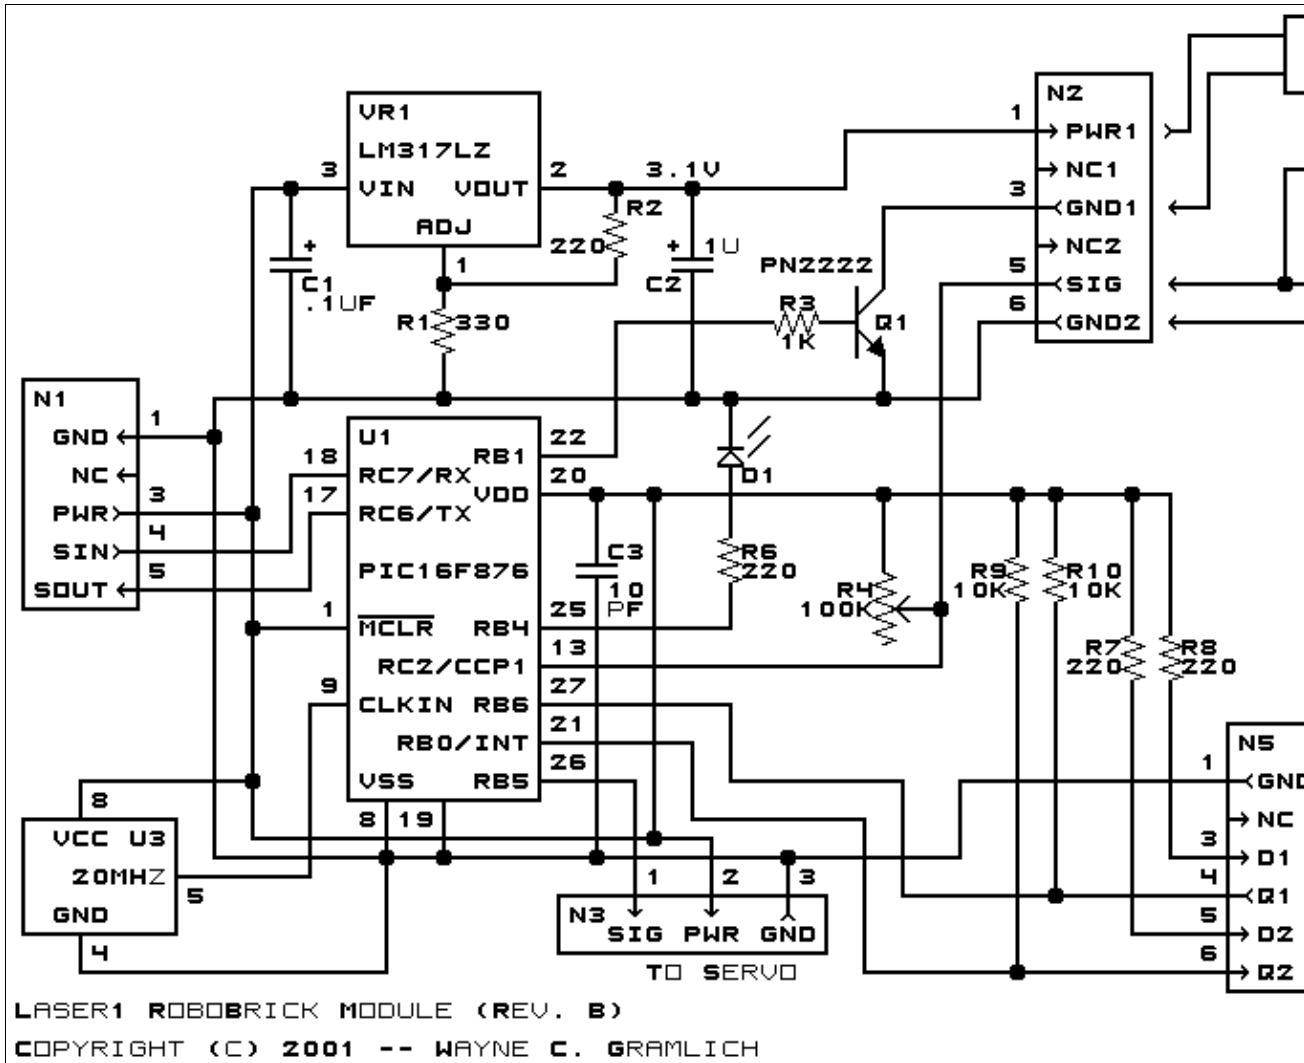 VR1
LM317LZ
3 VIN VOUT 2
ADJ
1
3.1V
R2
220
+ C1
.1UF
R1 330
+ 1U
C2
PN2222
R3
1K
Q1
N2
1 PWR1
NC1
3 GND1
NC2
5 SIG
6 GND2
N1
GND 1
NC
PWR 3
SIN 4
SOUT 5
U1
RB1 22
18 RC7/RX
VDD 20
17 RC6/TX
PIC16F876
1 MCLR RB4 25
RC2/CCP1 13
9 CLKIN RB6 27
RB0/INT 21
VSS RB5 26
8 19
D1
C3
10
PF
R6
220
R4
100K
R9
10K
R10
10K
R7
220
R8
220
8
VCC U3
20MHZ 5
GND
4
1 2 3
N3
SIG PWR GND
TO SERVO
N5
1 GND
NC
3 D1
4 Q1
5 D2
6 Q2
LASER1 ROBOBRICK MODULE (REV. B)
COPYRIGHT (C) 2001 -- WAYNE C. GRAMLICH